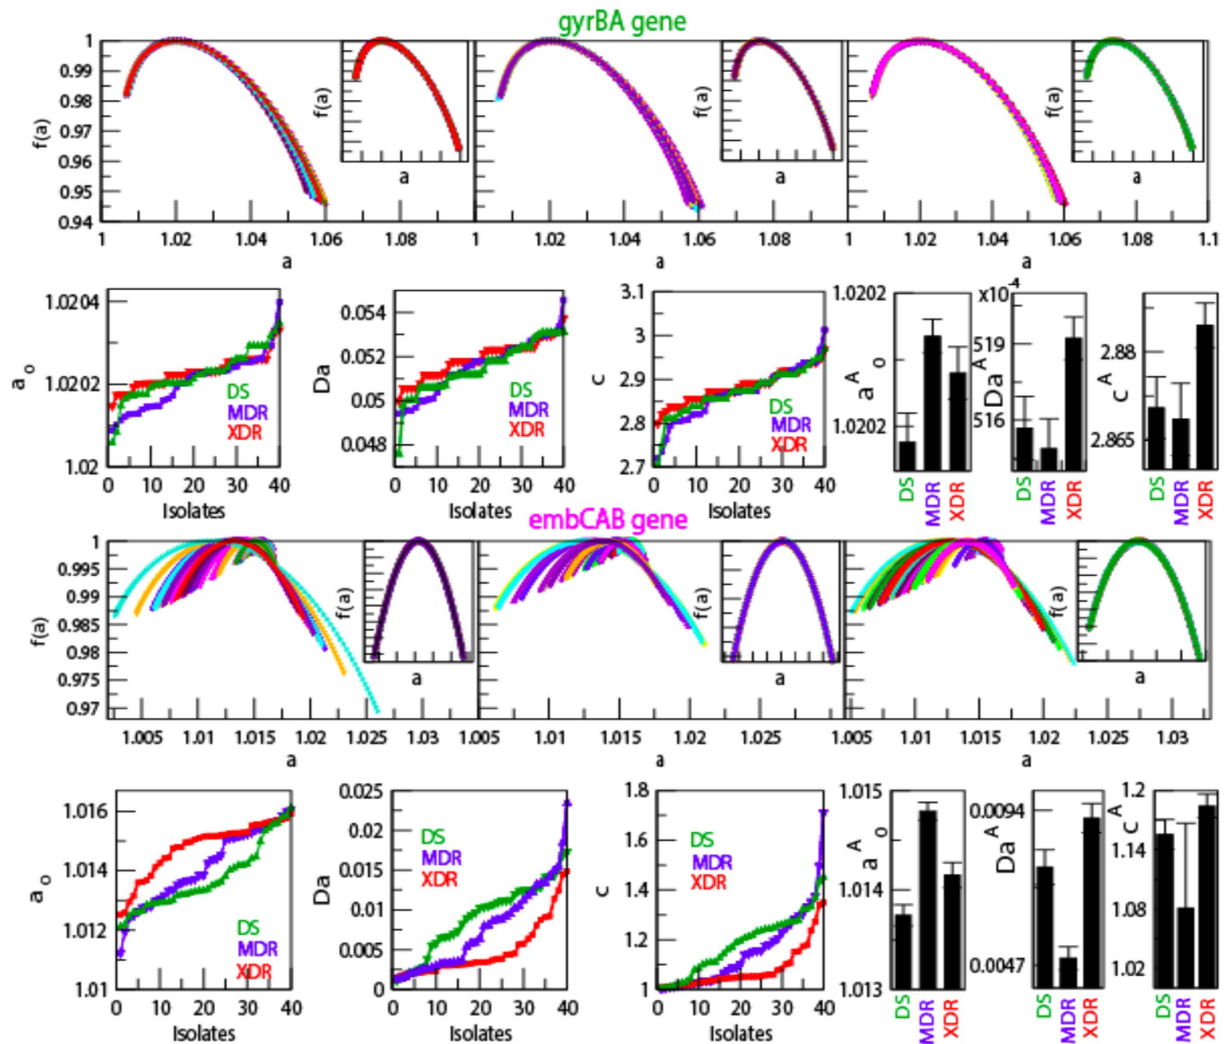 gyrBA gene
1
0.99
0.98
0.97
0.96
0.95
0.94
f(a)
f(a)
a
f(a)
a
f(a)
a
1 1.02 1.04 1.06 1.08 1 1.02 1.04 1.06 1.08 1 1.02 1.04 1.06 1.08 1.1
a a a
1.0204
1.0202
1.02
a o
DS
MDR
XDR
0 10 20 30 40
Isolates
0.054
0.052
0.05
0.048
Da
DS
MDR
XDR
0 10 20 30 40
Isolates
3.1
3
2.9
2.8
2.7
c
DS
MDR
XDR
0 10 20 30 40
Isolates
1.0202
1.0202
a A o
DS MDR XDR
x10-4
519
516
Da A
DS MDR XDR
2.88
2.865
c A
DS MDR XDR
embCAB gene
1
0.995
0.99
0.985
0.98
0.975
0.97
f(a)
f(a)
a
f(a)
a
f(a)
a
1.005 1.01 1.015 1.02 1.025 1.03 1.005 1.01 1.015 1.02 1.025 1.005 1.01 1.015 1.02 1.025 1.03
a a a
1.016
1.014
1.012
1.01
a o
DS
MDR
XDR
0 10 20 30 40
Isolates
0.025
0.02
0.015
0.01
0.005
0
Da
DS
MDR
XDR
0 10 20 30 40
Isolates
1.8
1.6
1.4
1.2
1
c
DS
MDR
XDR
0 10 20 30 40
Isolates
1.015
1.014
1.013
a A o
DS MDR XDR
0.0094
0.0047
Da A
DS MDR XDR
1.2
1.14
1.08
1.02
c A
DS MDR XDR